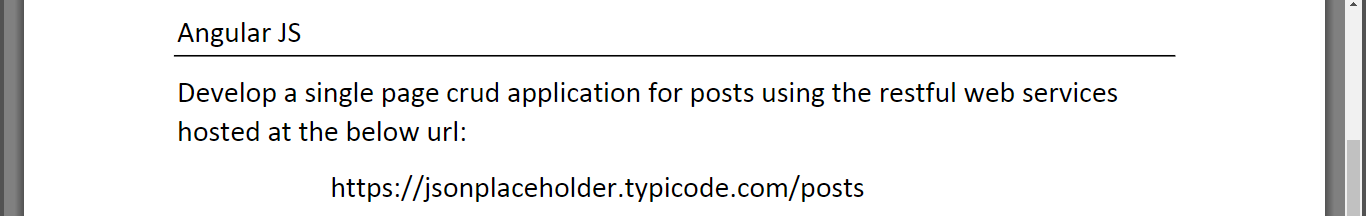 Angular JS
Develop a single page crud application for posts using the restful web services
hosted at the below url:
https://jsonplaceholder.typicode.com/posts